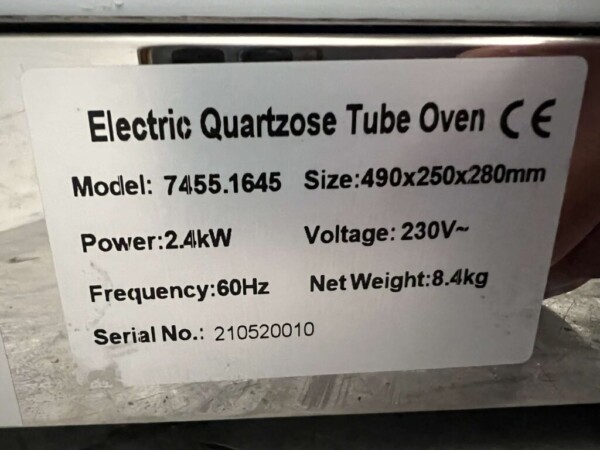 Electric Quartzose Tube Oven CE
Model: 7455.1645 Size:490x250x280mm
Power:2.4kW Voltage: 230V~
Frequency:60Hz Net Weight:8.4kg
Serial No.: 210520010